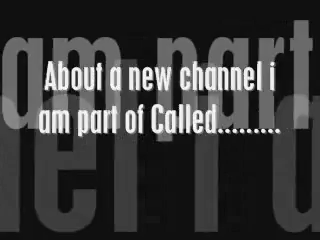 About a new channel i
am part of Called.........